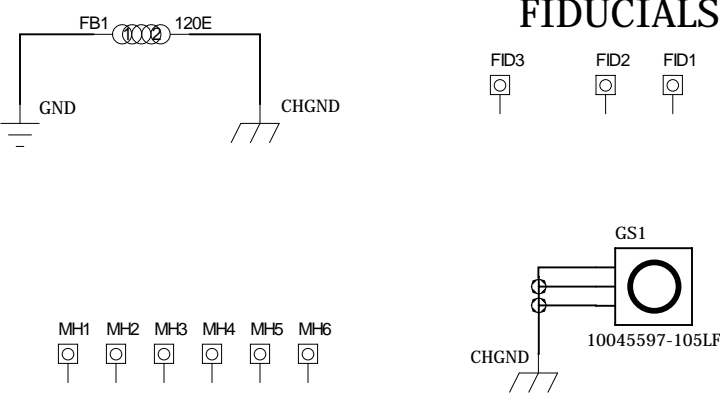 FIDUCIALS
FB1 1 2 120E
GND
CHGND
FID3 FID2 FID1
GS1
10045597-105LF
CHGND
MH1 MH2 MH3 MH4 MH5 MH6